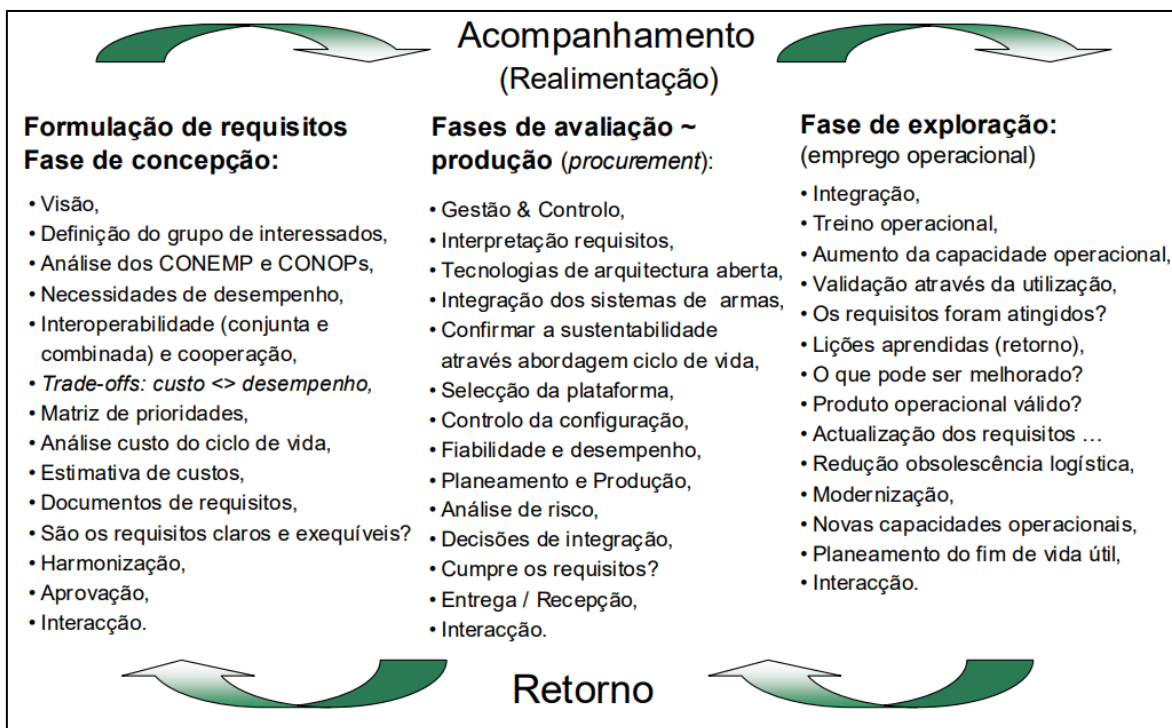 Acompanhamento
(Realimentação)
Formulação de requisitos
Fase de concepção:
• Visão,
• Definição do grupo de interessados,
• Análise dos CONEMP e CONOPs,
• Necessidades de desempenho,
• Interoperabilidade (conjunta e
combinada) e cooperação,
• Trade-offs: custo <> desempenho,
• Matriz de prioridades,
• Análise custo do ciclo de vida,
• Estimativa de custos,
• Documentos de requisitos,
• São os requisitos claros e exequíveis?
• Harmonização,
• Aprovação,
• Interacção.
Fases de avaliação ~
produção (procurement):
• Gestão & Controlo,
• Interpretação requisitos,
• Tecnologias de arquitectura aberta,
• Integração dos sistemas de armas,
• Confirmar a sustentabilidade
através abordagem ciclo de vida,
• Selecção da plataforma,
• Controlo da configuração,
• Fiabilidade e desempenho,
• Planeamento e Produção,
• Análise de risco,
• Decisões de integração,
• Cumpre os requisitos?
• Entrega / Recepção,
• Interacção.
Fase de exploração:
(emprego operacional)
• Integração,
• Treino operacional,
• Aumento da capacidade operacional,
• Validação através da utilização,
• Os requisitos foram atingidos?
• Lições aprendidas (retorno),
• O que pode ser melhorado?
• Produto operacional válido?
• Actualização dos requisitos …
• Redução obsolescência logística,
• Modernização,
• Novas capacidades operacionais,
• Planeamento do fim de vida útil,
• Interacção.
Retorno